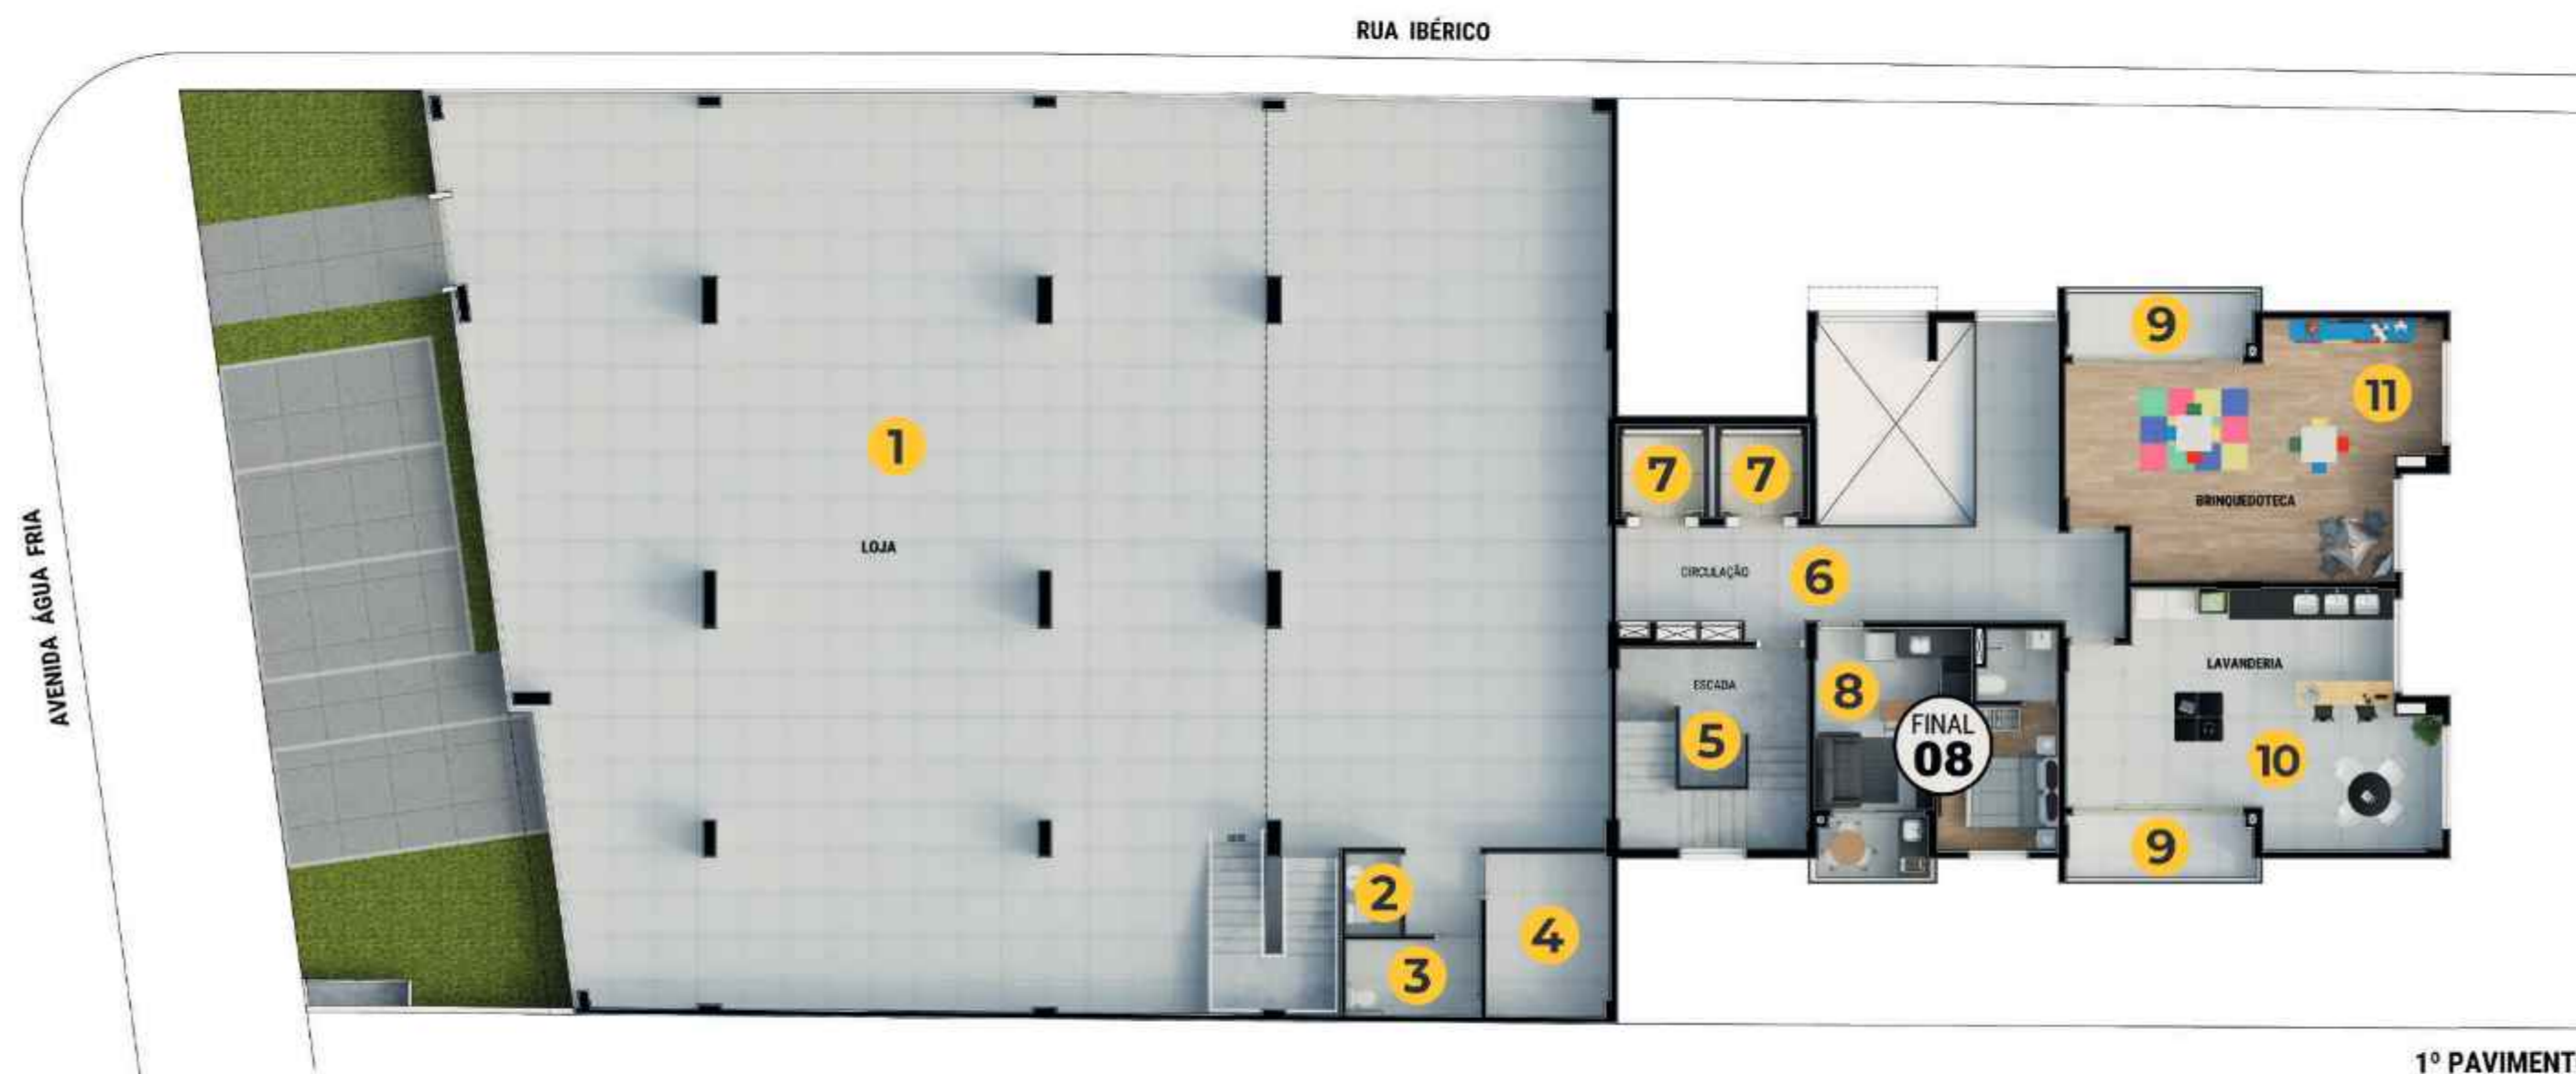 RUA IBÉRICO
AVENIDA ÁGUA FRIA
1
LOJA
2
3
4
7
7
CIRCULAÇÃO
6
ESCADA
5
8
FINAL
08
9
11
BRINQUEDOTECA
LAVANDERIA
10
9
1º PAVIMENT